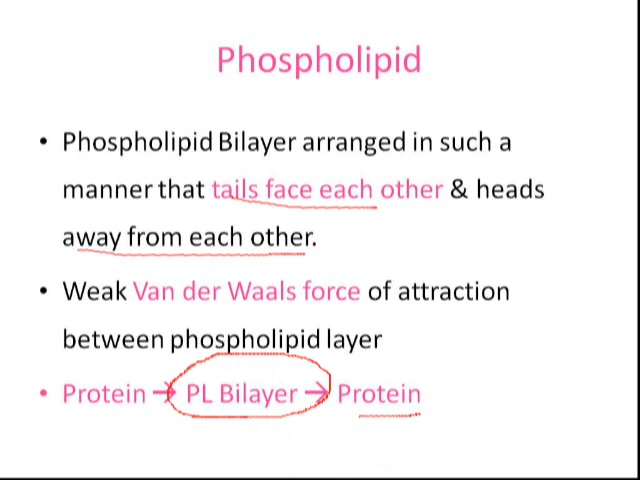 Phospholipid
• Phospholipid Bilayer arranged in such a
manner that tails face each other & heads
away from each other.
• Weak Van der Waals force of attraction
between phospholipid layer
• Protein → PL Bilayer → Protein